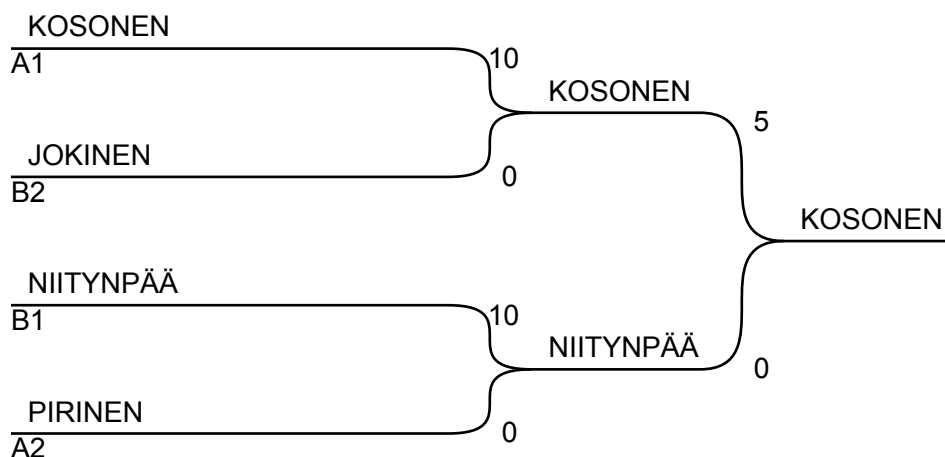 KOSONEN
A1
10
KOSONEN
5
JOKINEN
B2
0
KOSONEN
NIITYNPÄÄ
B1
10
NIITYNPÄÄ
0
PIRINEN
A2
0